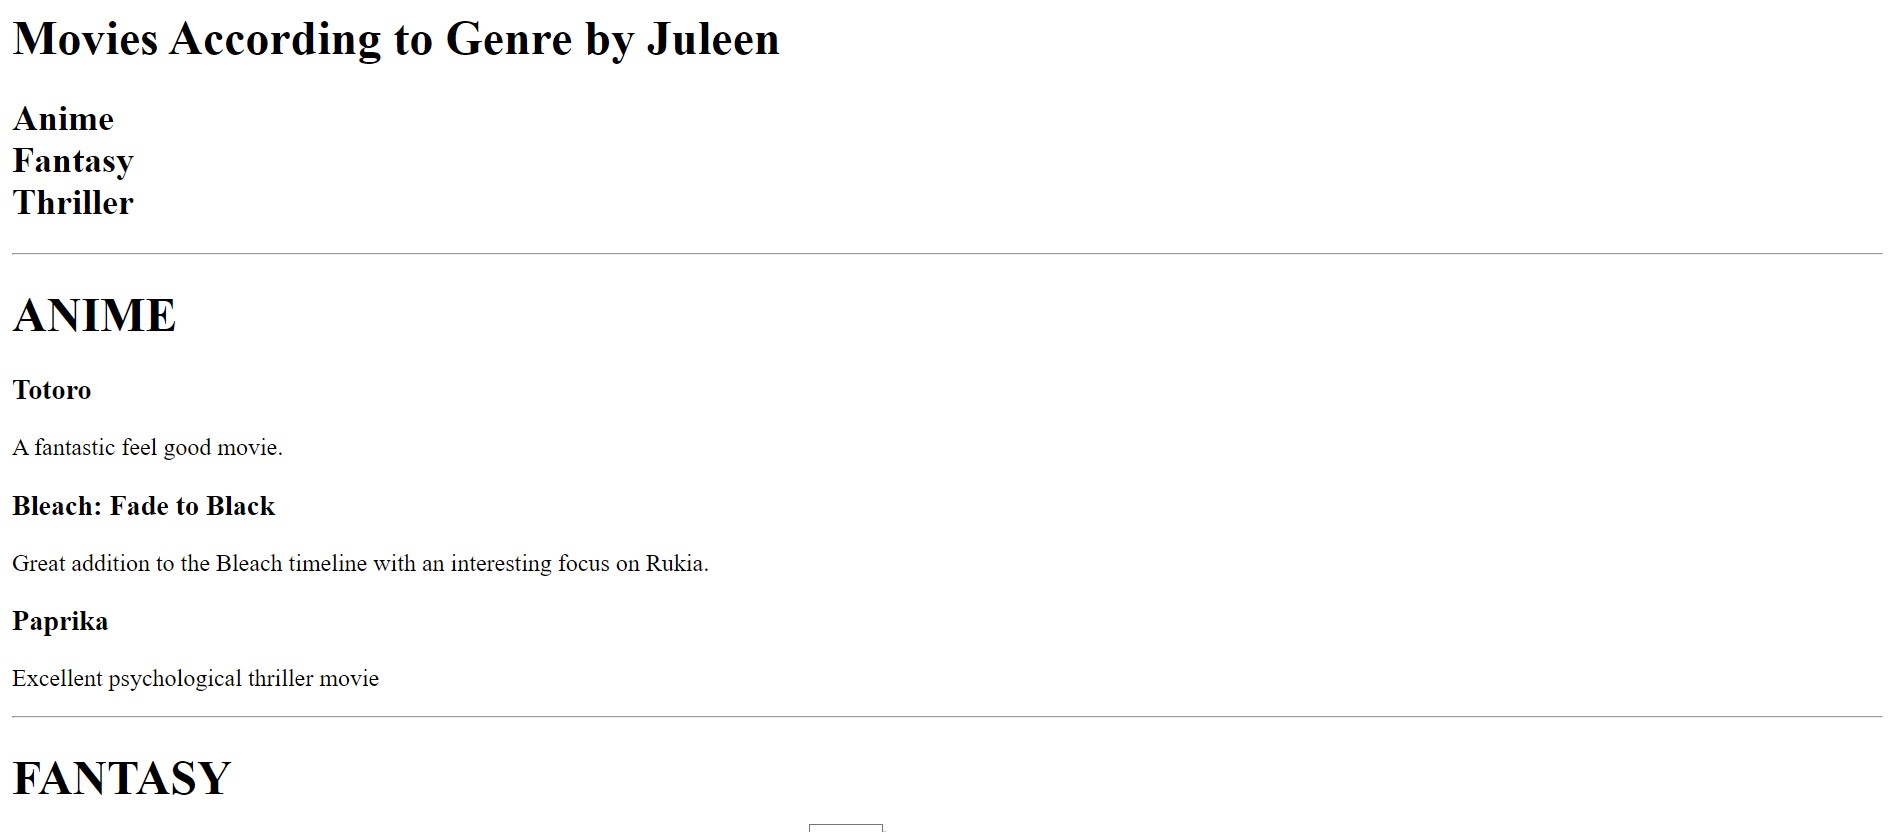 Movies According to Genre by Juleen
Anime
Fantasy
Thriller
ANIME
Totoro
A fantastic feel good movie.
Bleach: Fade to Black
Great addition to the Bleach timeline with an interesting focus on Rukia.
Paprika
Excellent psychological thriller movie
FANTASY